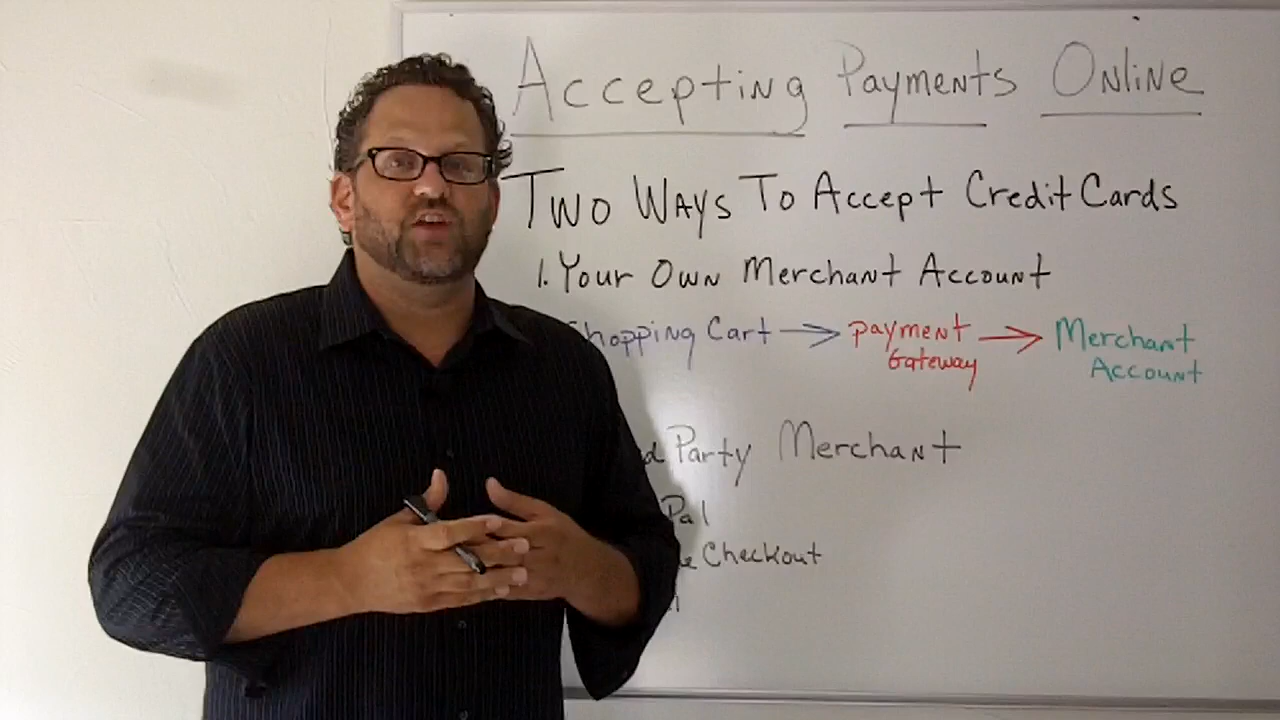 Accepting Payments Online
Two Ways To Accept Credit Cards
1. Your Own Merchant Account
Shopping Cart → payment Gateway → Merchant Account
Party Merchant
Pal
Checkout